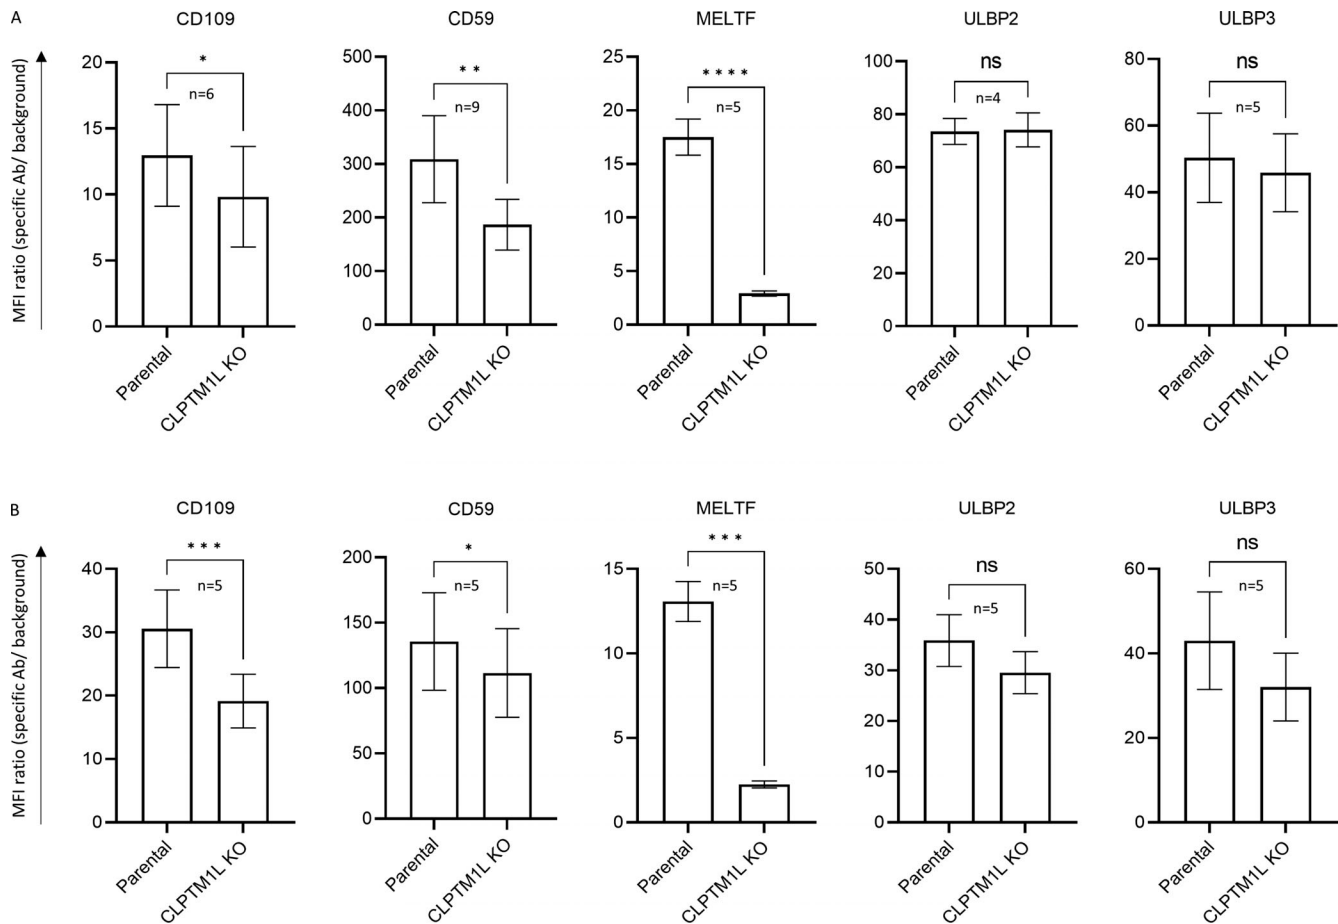 A
CD109
CD59
MELTF
ULBP2
ULBP3
MFI ratio (specific Ab/ background)
20
15
10
5
0
*
n=6
Parental
CLPTM1L KO
500
400
300
200
100
0
**
n=9
Parental
CLPTM1L KO
25
20
15
10
5
0
****
n=5
Parental
CLPTM1L KO
100
80
60
40
20
0
ns
n=4
Parental
CLPTM1L KO
80
60
40
20
0
ns
n=5
Parental
CLPTM1L KO
B
CD109
CD59
MELTF
ULBP2
ULBP3
MFI ratio (specific Ab/ background)
40
30
20
10
0
***
n=5
Parental
CLPTM1L KO
200
150
100
50
0
*
n=5
Parental
CLPTM1L KO
15
10
5
0
***
n=5
Parental
CLPTM1L KO
50
40
30
20
10
0
ns
n=5
Parental
CLPTM1L KO
60
40
20
0
ns
n=5
Parental
CLPTM1L KO